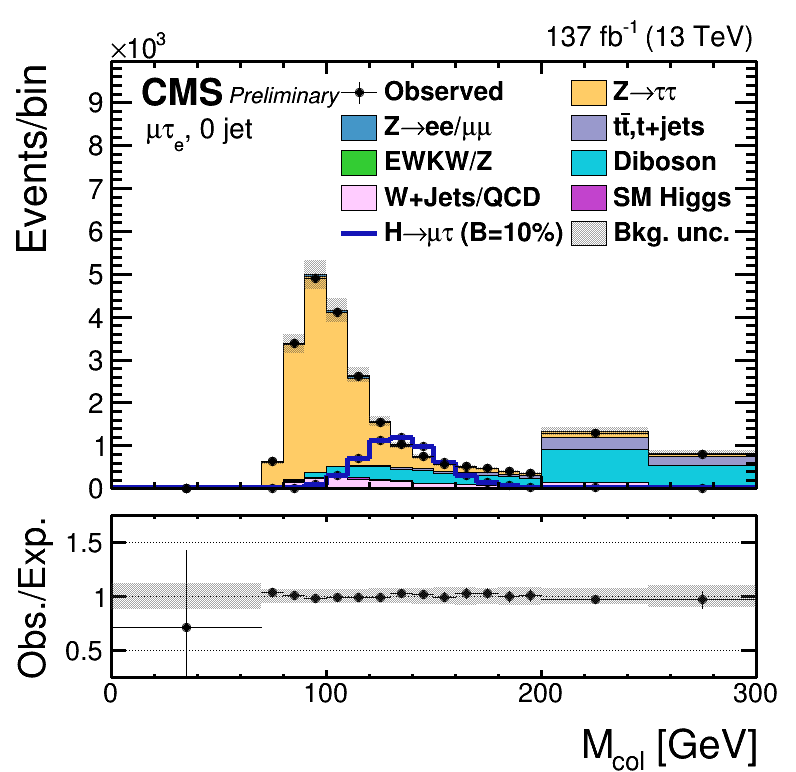 ×10³
137 fb⁻¹ (13 TeV)
Events/bin
CMS Preliminary
μτₑ, 0 jet
Observed
Z→ττ
Z→ee/μμ
tt̄,t+jets
EWKW/Z
Diboson
W+Jets/QCD
SM Higgs
H→μτ (B=10%)
Bkg. unc.
9
8
7
6
5
4
3
2
1
0
Obs./Exp.
1.5
1
0.5
0 100 200 300
M_col [GeV]